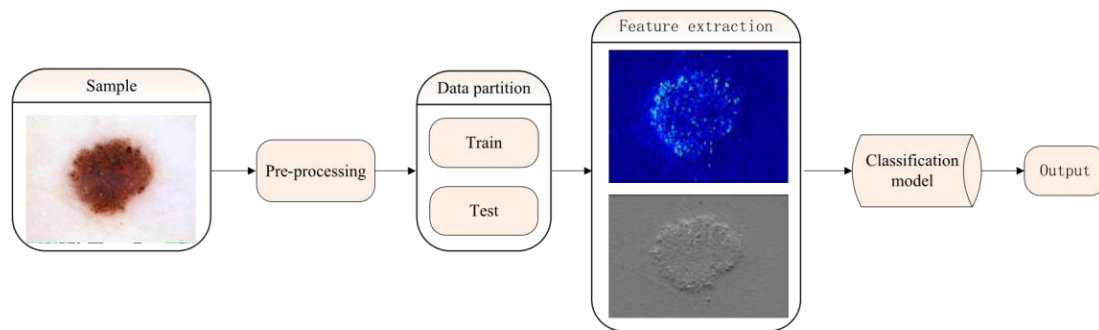 Sample
Pre-processing
Data partition
Train
Test
Feature extraction
Classification
model
Output